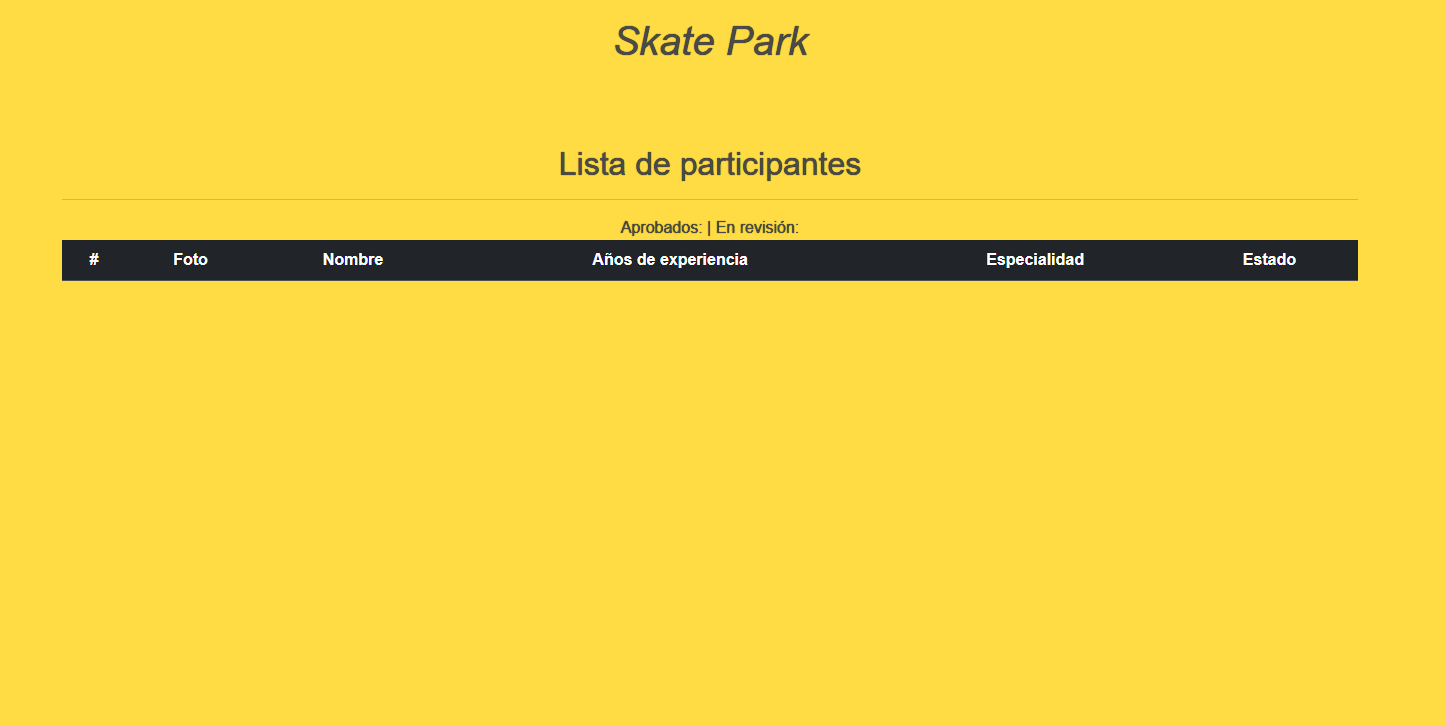 Skate Park
Lista de participantes
Aprobados: | En revisión:
# Foto Nombre Años de experiencia Especialidad Estado